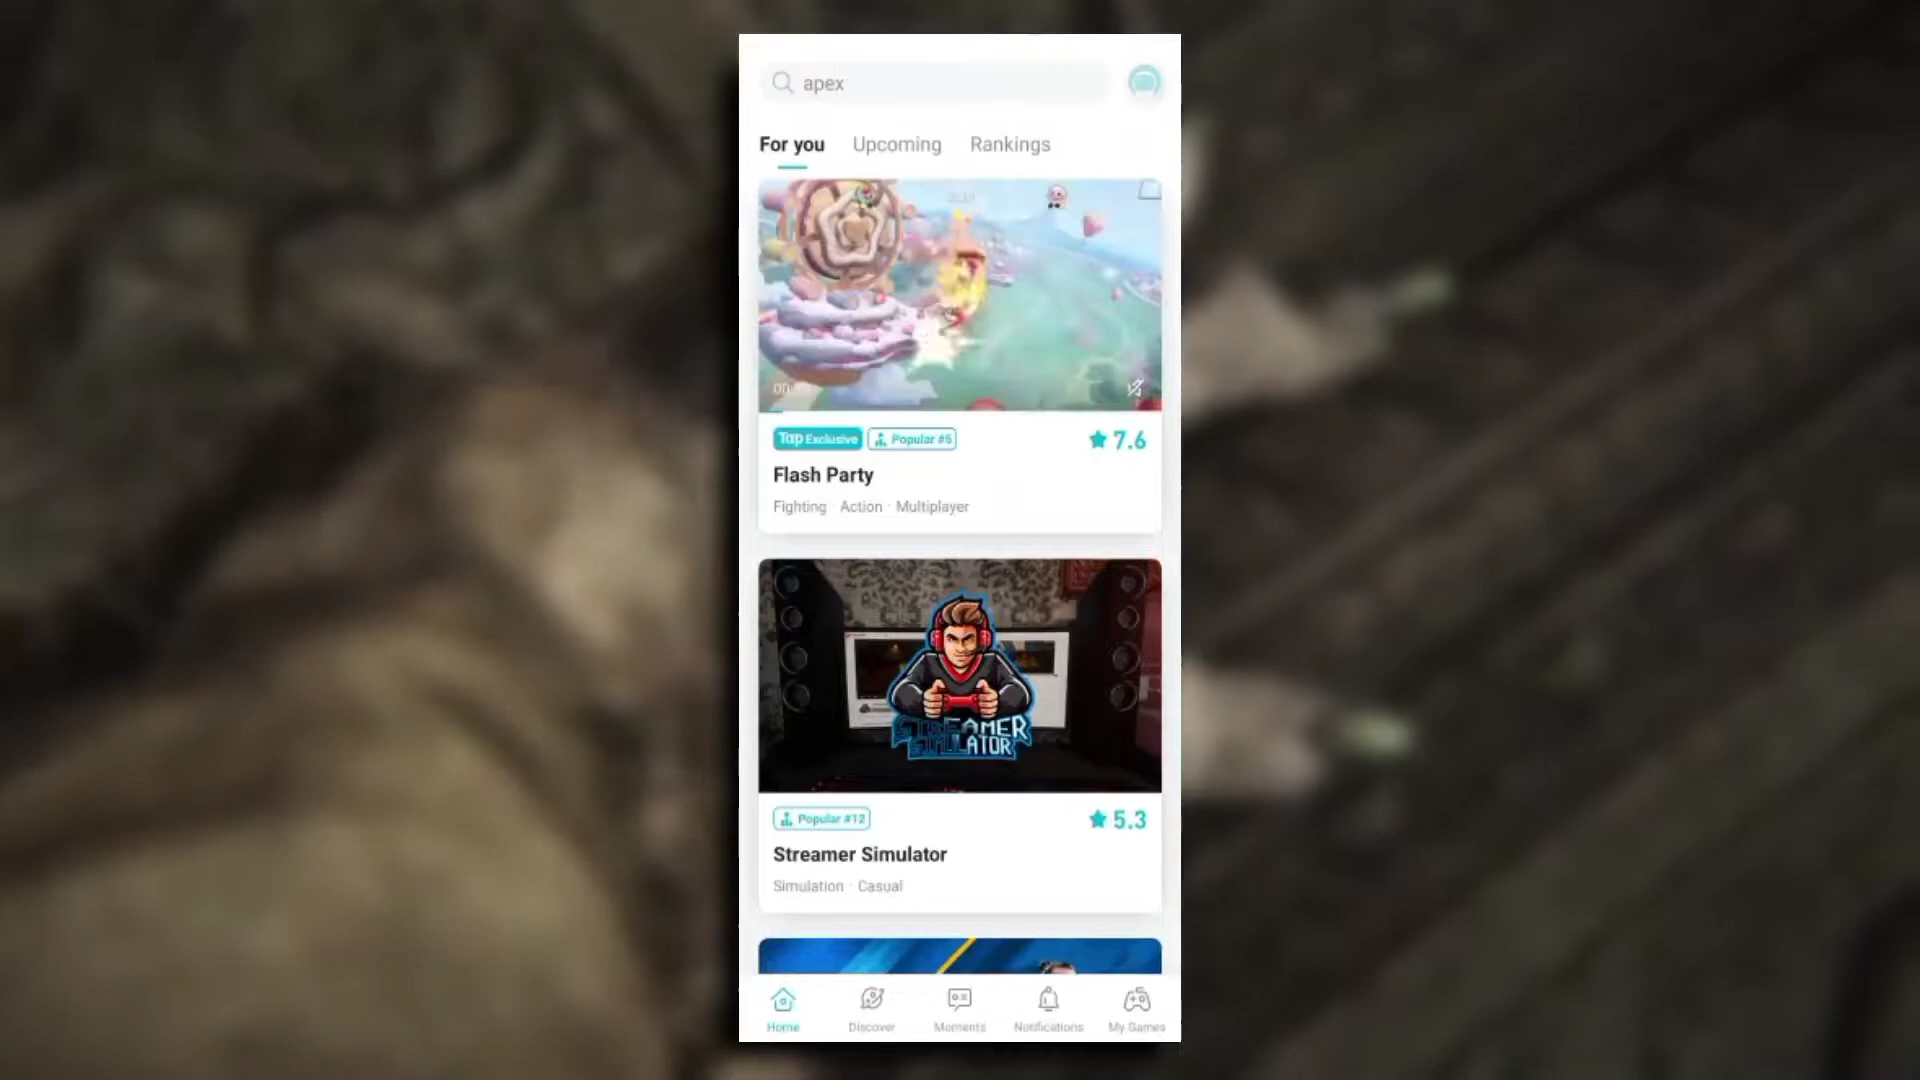 apex
For you Upcoming Rankings
Tap Exclusive Popular #5 7.6
Flash Party
Fighting · Action · Multiplayer
STREAMER
SIMULATOR
Popular #12 5.3
Streamer Simulator
Simulation · Casual
Home Discover Moments Notifications My Games